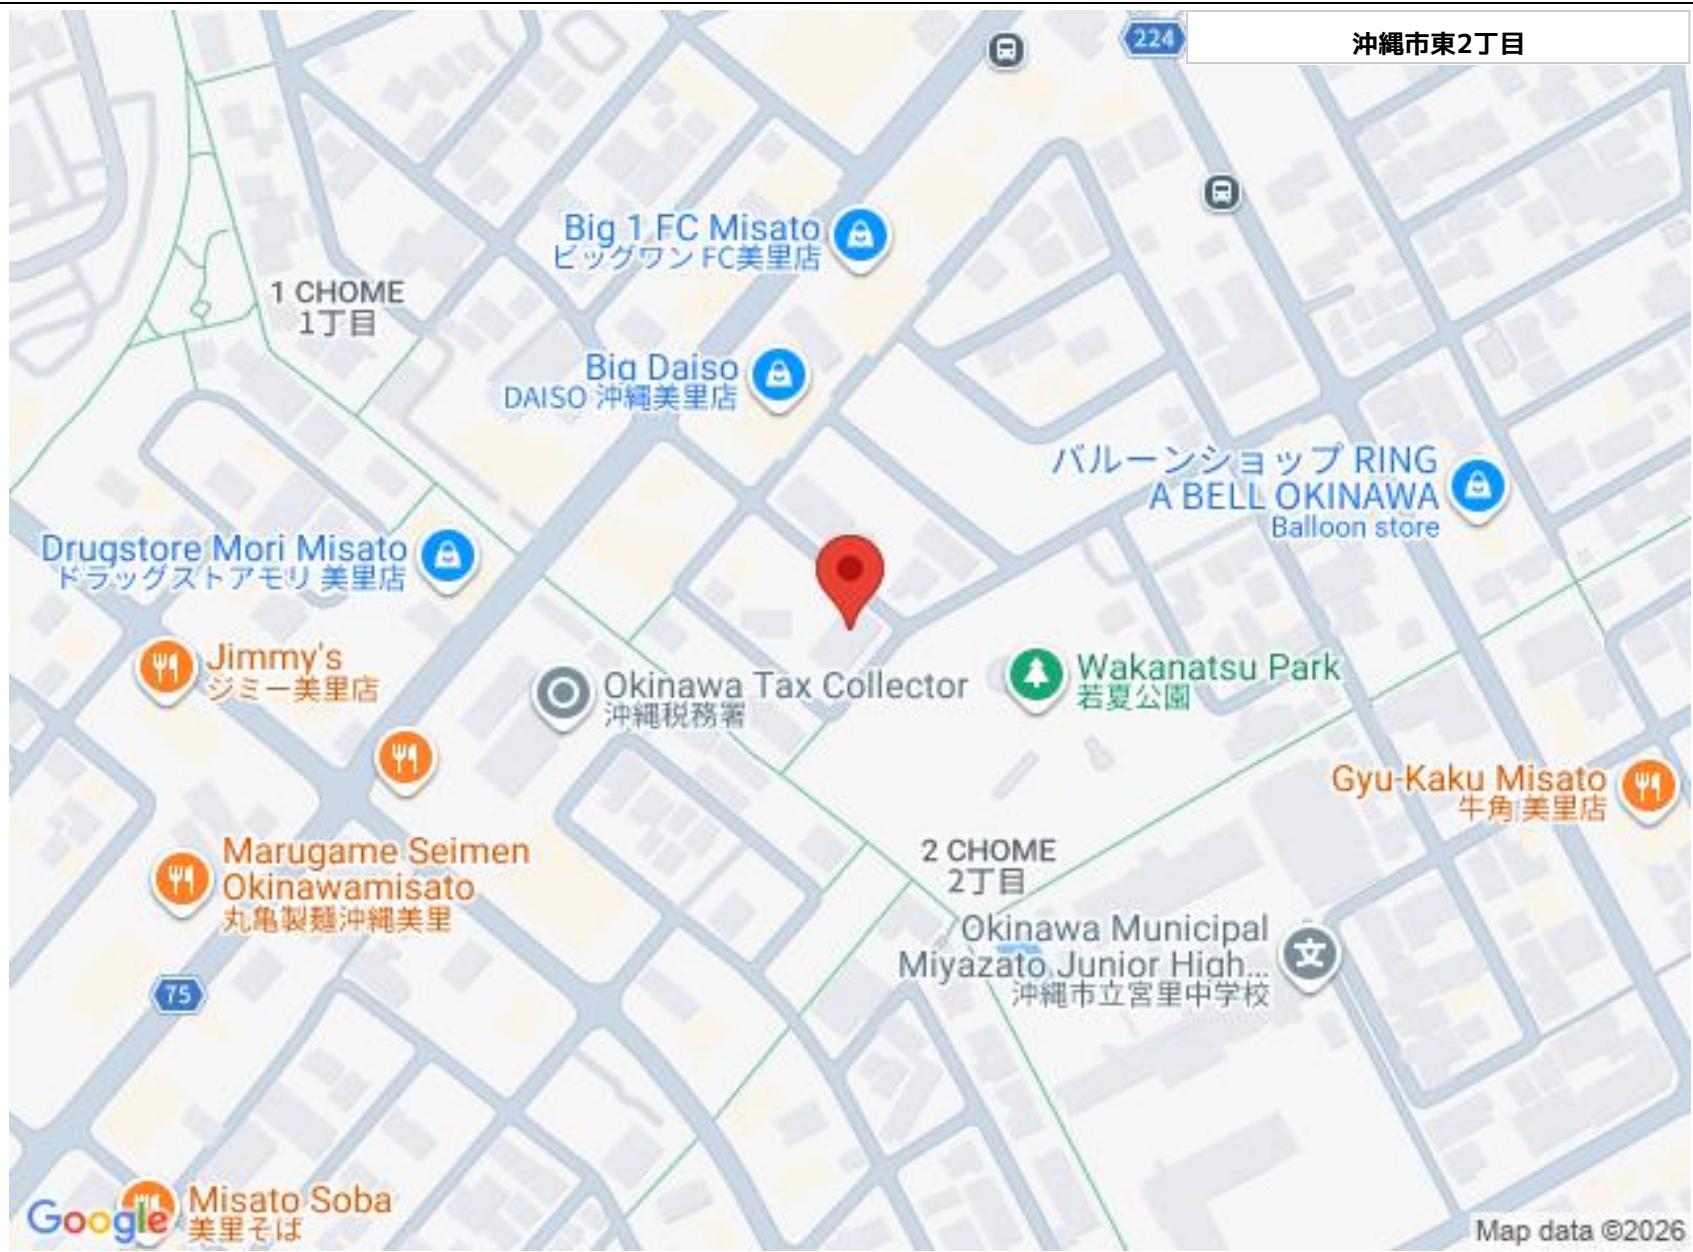 224
沖縄市東2丁目
Big 1 FC Misato
ビッグワン FC美里店
1 CHOME
1丁目
Big Daiso
DAISO 沖縄美里店
バルーンショップ RING
A BELL OKINAWA
Balloon store
Drugstore Mori Misato
ドラッグストアモリ 美里店
Jimmy's
ジミー美里店
Okinawa Tax Collector
沖縄税務署
Wakanatsu Park
若夏公園
Gyu-Kaku Misato
牛角 美里店
Marugame Seimen
Okinawamisato
丸亀製麺沖縄美里
2 CHOME
2丁目
Okinawa Municipal
Miyazato Junior High...
沖縄市立宮里中学校
文
75
Misato Soba
美里そば
Google
Map data ©2026